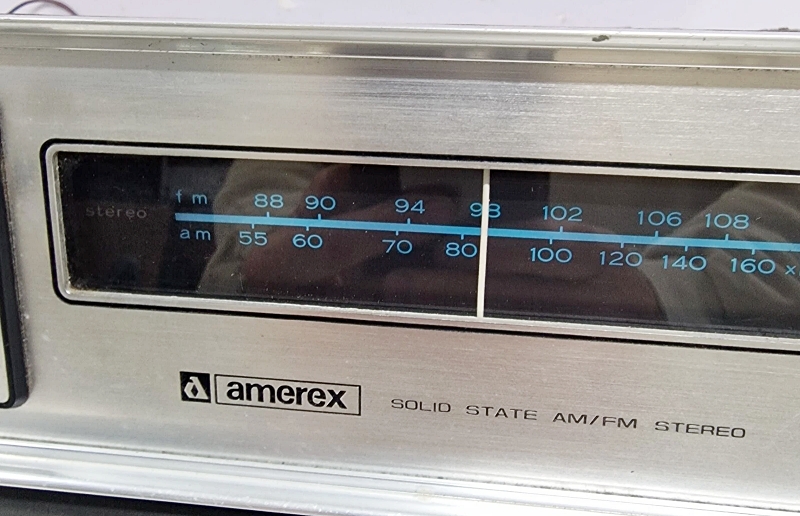 fm 88 90 94 98 102 106 108
stereo
am 55 60 70 80 100 120 140 160 x
amerex SOLID STATE AM/FM STEREO